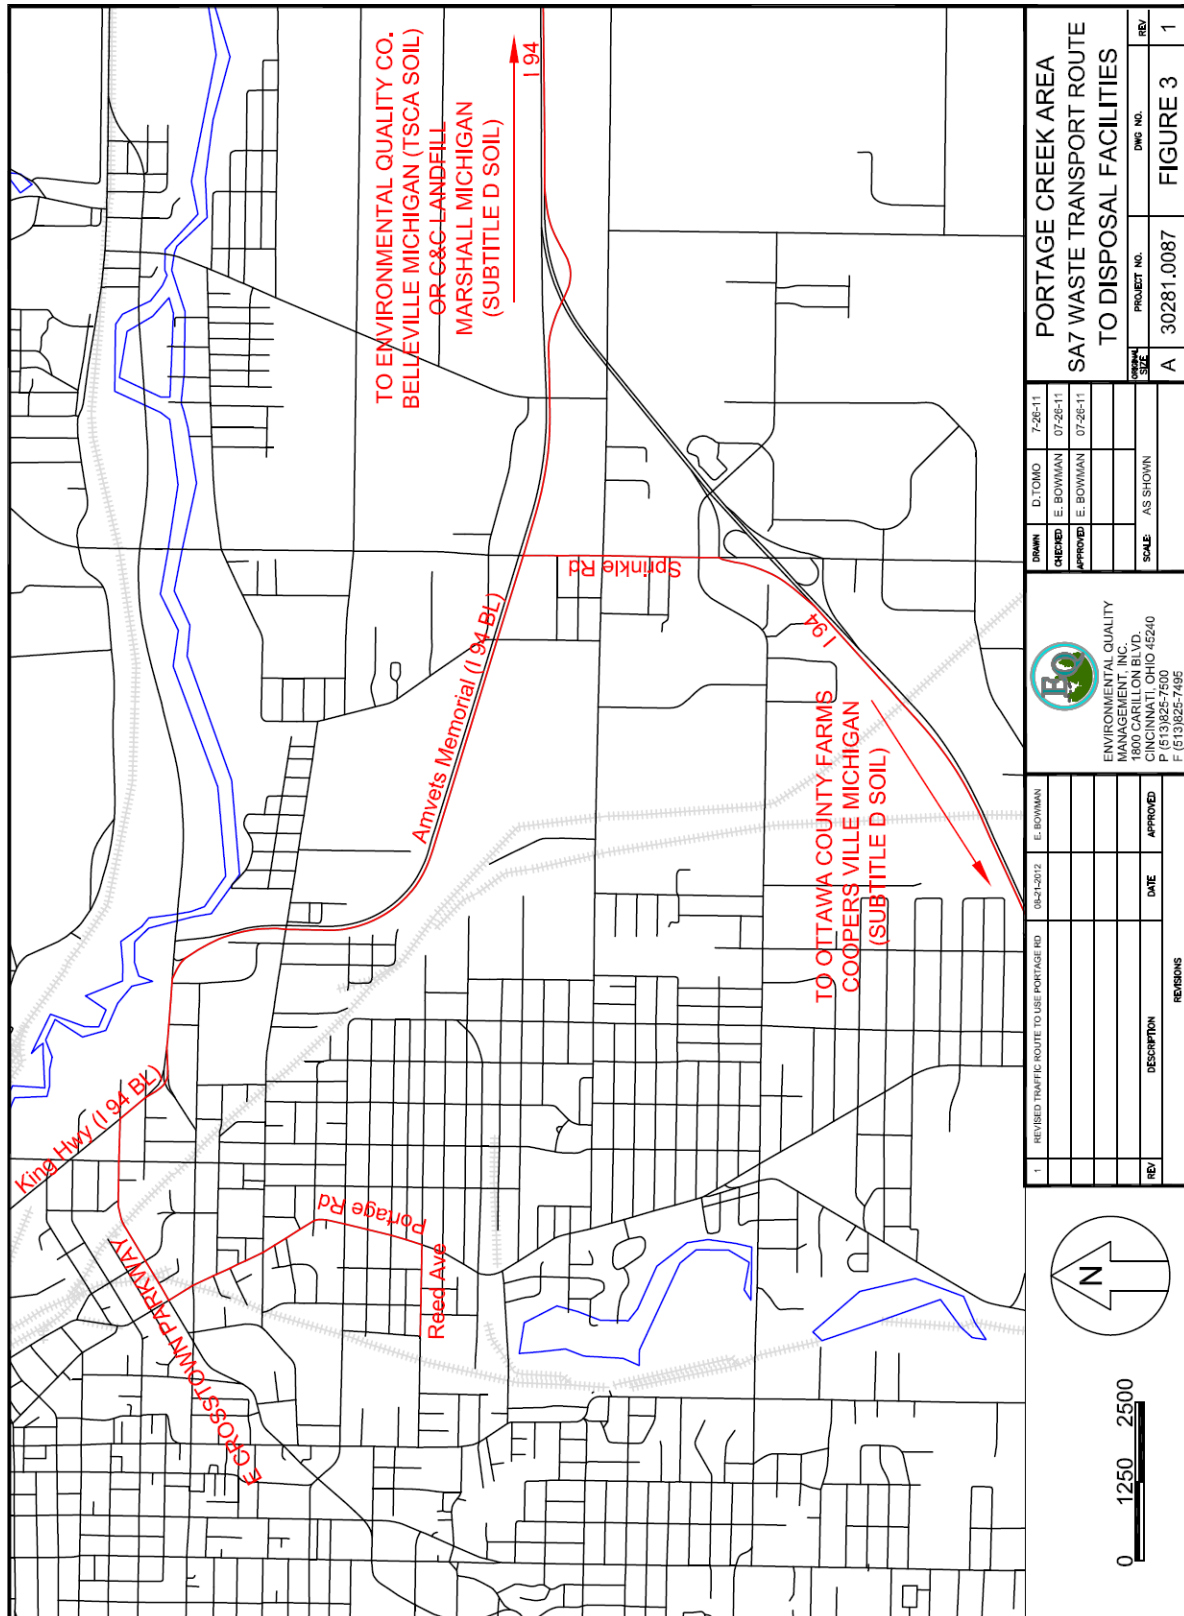 TO ENVIRONMENTAL QUALITY CO.
BELLEVILLE MICHIGAN (TSCA SOIL)
OR C&C LANDFILL
MARSHALL MICHIGAN
(SUBTITLE D SOIL)
I 94
King Hwy (I 94 BL)
Amvets Memorial (I 94 BL)
Sprinkle Rd
I 94
E CROSSTOWN PARKWAY
Portage Rd
Reed Ave
TO OTTAWA COUNTY FARMS
COOPERS VILLE MICHIGAN
(SUBTITLE D SOIL)
0 1250 2500
N
1 REVISED TRAFFIC ROUTE TO USE PORTAGE RD 08-21-2012 E. BOWMAN
REV DESCRIPTION DATE APPROVED
REVISIONS
EQ
ENVIRONMENTAL QUALITY
MANAGEMENT, INC.
1800 CARILLON BLVD.
CINCINNATI, OHIO 45240
P (513)825-7500
F (513)825-7495
DRAWN D.TOMO 7-26-11
CHECKED E. BOWMAN 07-26-11
APPROVED E. BOWMAN 07-26-11
SCALE: AS SHOWN
PORTAGE CREEK AREA
SA7 WASTE TRANSPORT ROUTE
TO DISPOSAL FACILITIES
ORIGINAL SIZE PROJECT NO. DWG NO. REV
A 30281.0087 FIGURE 3 1